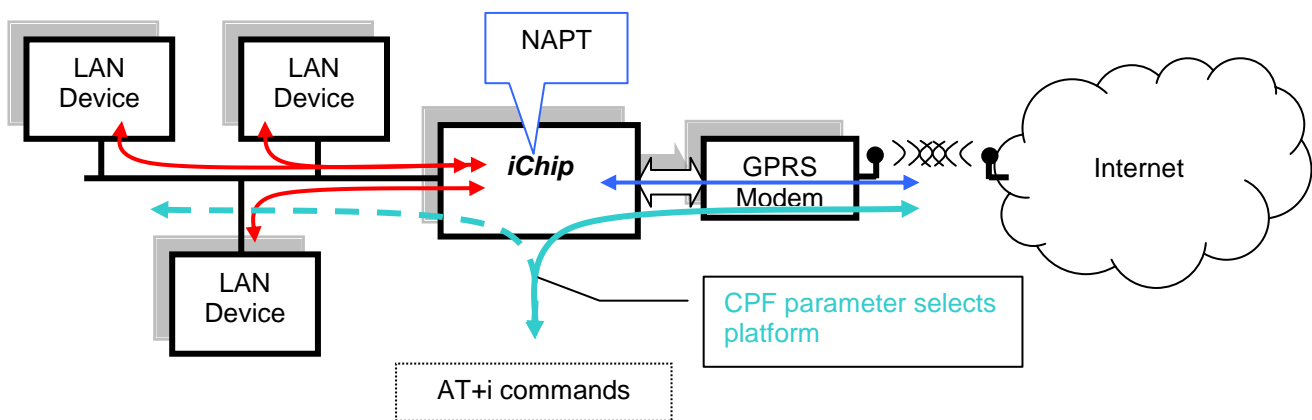 LAN
Device
LAN
Device
NAPT
iChip
GPRS
Modem
Internet
LAN
Device
CPF parameter selects
platform
AT+i commands